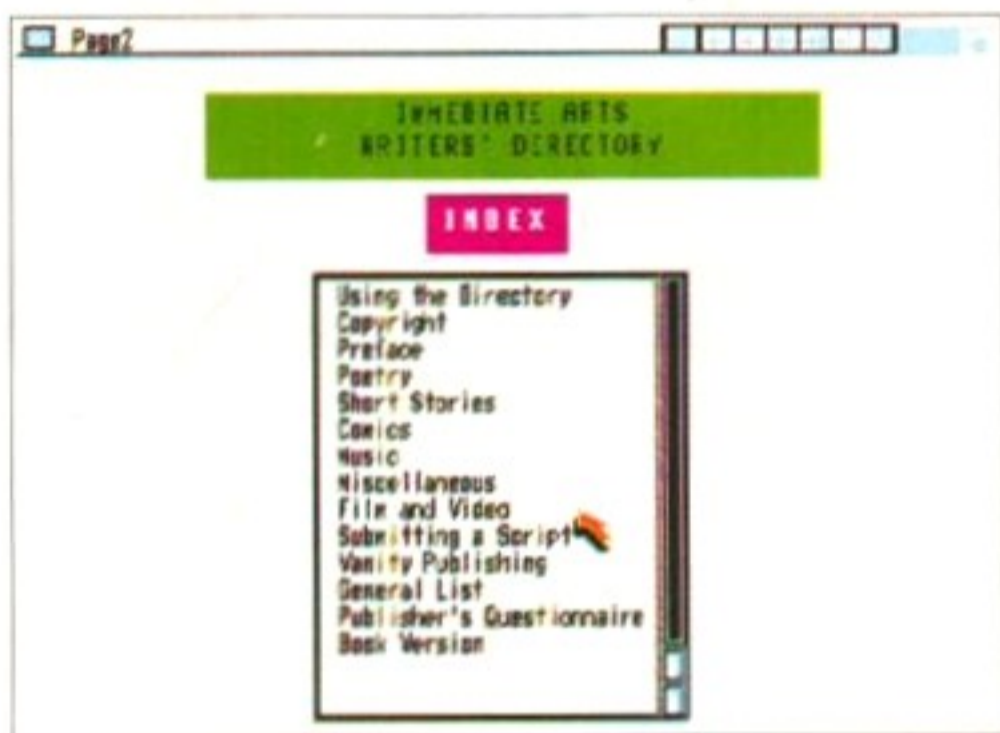 Page2
IMMEDIATE ARTS
WRITERS' DIRECTORY
INDEX
Using the Directory
Copyright
Preface
Poetry
Short Stories
Comics
Music
Miscellaneous
File and Video
Submitting a Script
Vanity Publishing
General List
Publisher's Questionnaire
Book Version